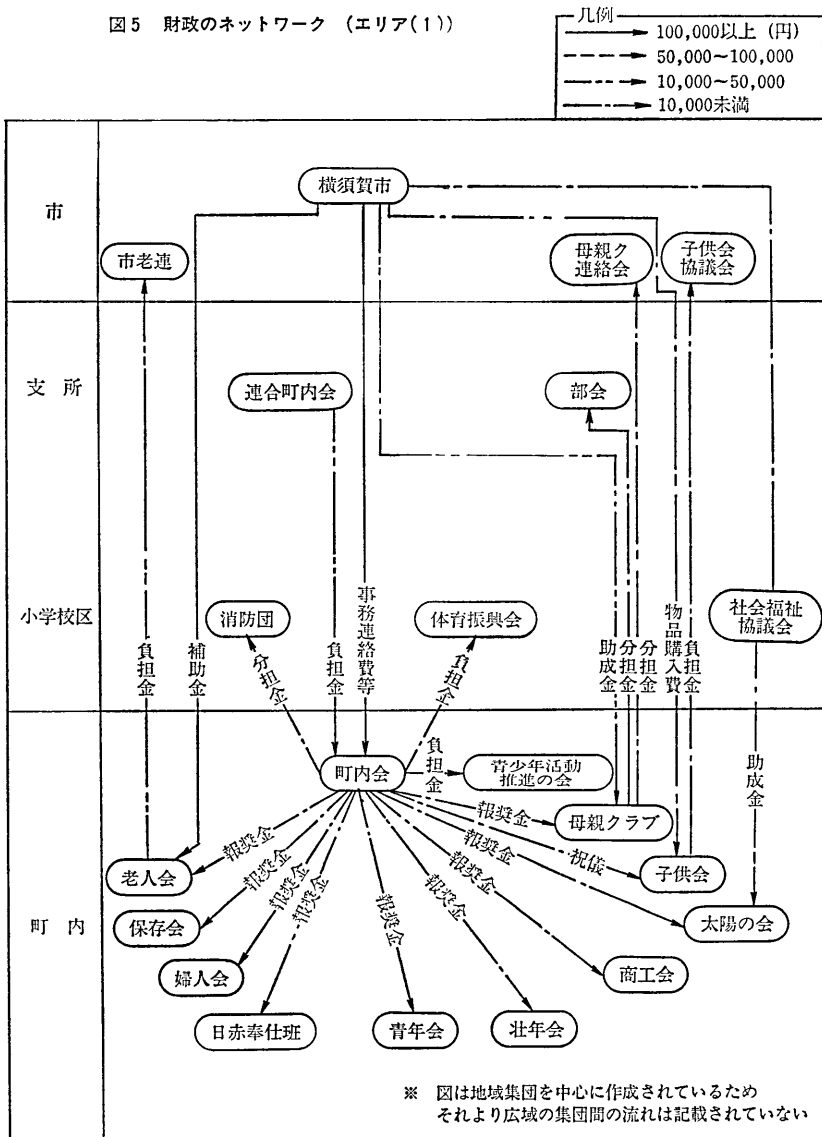 図5 財政のネットワーク (エリア(1))
凡例
100,000以上 (円)
50,000~100,000
10,000~50,000
10,000未満
市
横須賀市
市老連
母親ク
連絡会
子供会
協議会
支所
連合町内会
部会
小学校区
消防団
体育振興会
社会福祉
協議会
負担金
補助金
分担金
負担金
事務連絡費等
負担金
助成金
分担金
分担金
物品購入費
負担金
助成金
町内
町内会
負担金
青少年活動
推進の会
母親クラブ
老人会
子供会
保存会
太陽の会
婦人会
商工会
日赤奉仕班
青年会
壮年会
報奨金
報奨金
報奨金
報奨金
報奨金
報奨金
報奨金
報奨金
報奨金
祝儀
※ 図は地域集団を中心に作成されているため
それより広域の集団間の流れは記載されていない